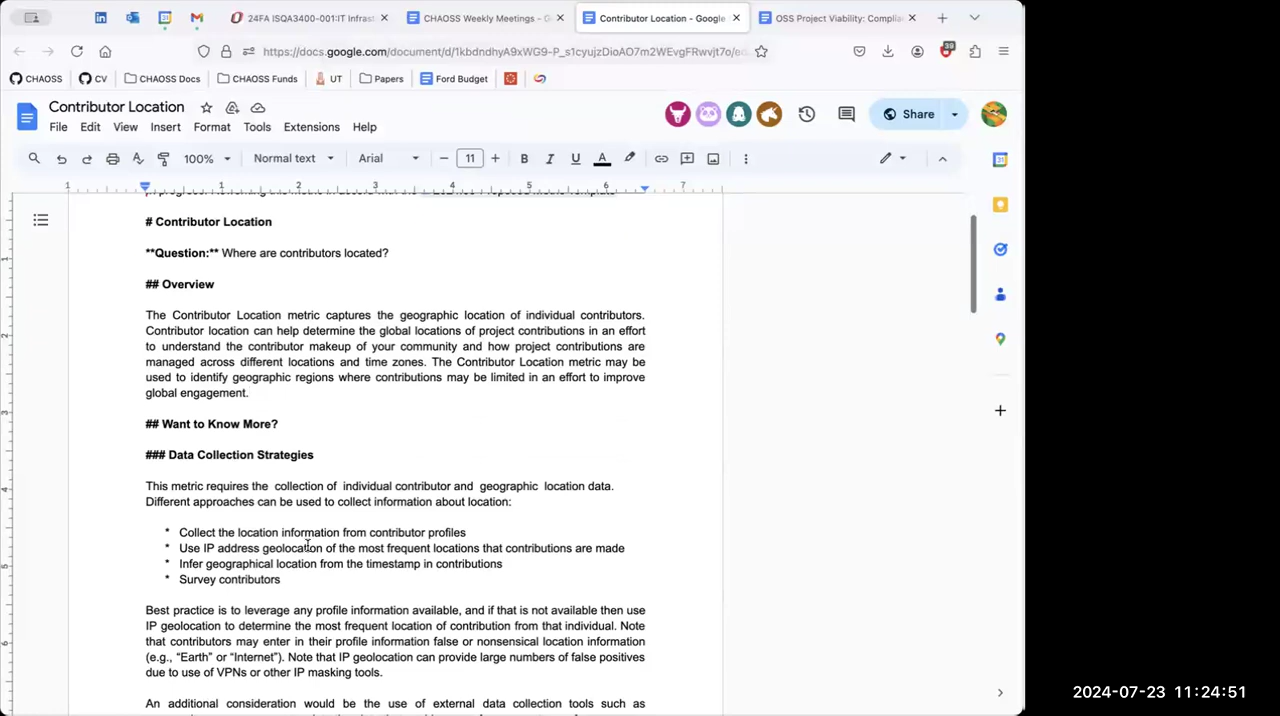 24FA ISQA3400-001:IT Infrast
CHAOSS Weekly Meetings - G
Contributor Location - Google
OSS Project Viability: Complia
https://docs.google.com/document/d/1kbdndhyA9xWG9-P_s1cyujzDioAO7m2WEvgFRwvjt7o/ed
39
CHAOSS
CV
CHAOSS Docs
CHAOSS Funds
UT
Papers
Ford Budget
Contributor Location
Share
File Edit View Insert Format Tools Extensions Help
100% Normal text Arial 11 B I U A
1 1 2 3 4 5 6 7
# Contributor Location
**Question:** Where are contributors located?
## Overview
The Contributor Location metric captures the geographic location of individual contributors.
Contributor location can help determine the global locations of project contributions in an effort
to understand the contributor makeup of your community and how project contributions are
managed across different locations and time zones. The Contributor Location metric may be
used to identify geographic regions where contributions may be limited in an effort to improve
global engagement.
## Want to Know More?
### Data Collection Strategies
This metric requires the collection of individual contributor and geographic location data.
Different approaches can be used to collect information about location:
* Collect the location information from contributor profiles
* Use IP address geolocation of the most frequent locations that contributions are made
* Infer geographical location from the timestamp in contributions
* Survey contributors
Best practice is to leverage any profile information available, and if that is not available then use
IP geolocation to determine the most frequent location of contribution from that individual. Note
that contributors may enter in their profile information false or nonsensical location information
(e.g., “Earth” or “Internet”). Note that IP geolocation can provide large numbers of false positives
due to use of VPNs or other IP masking tools.
An additional consideration would be the use of external data collection tools such as
2024-07-23 11:24:51